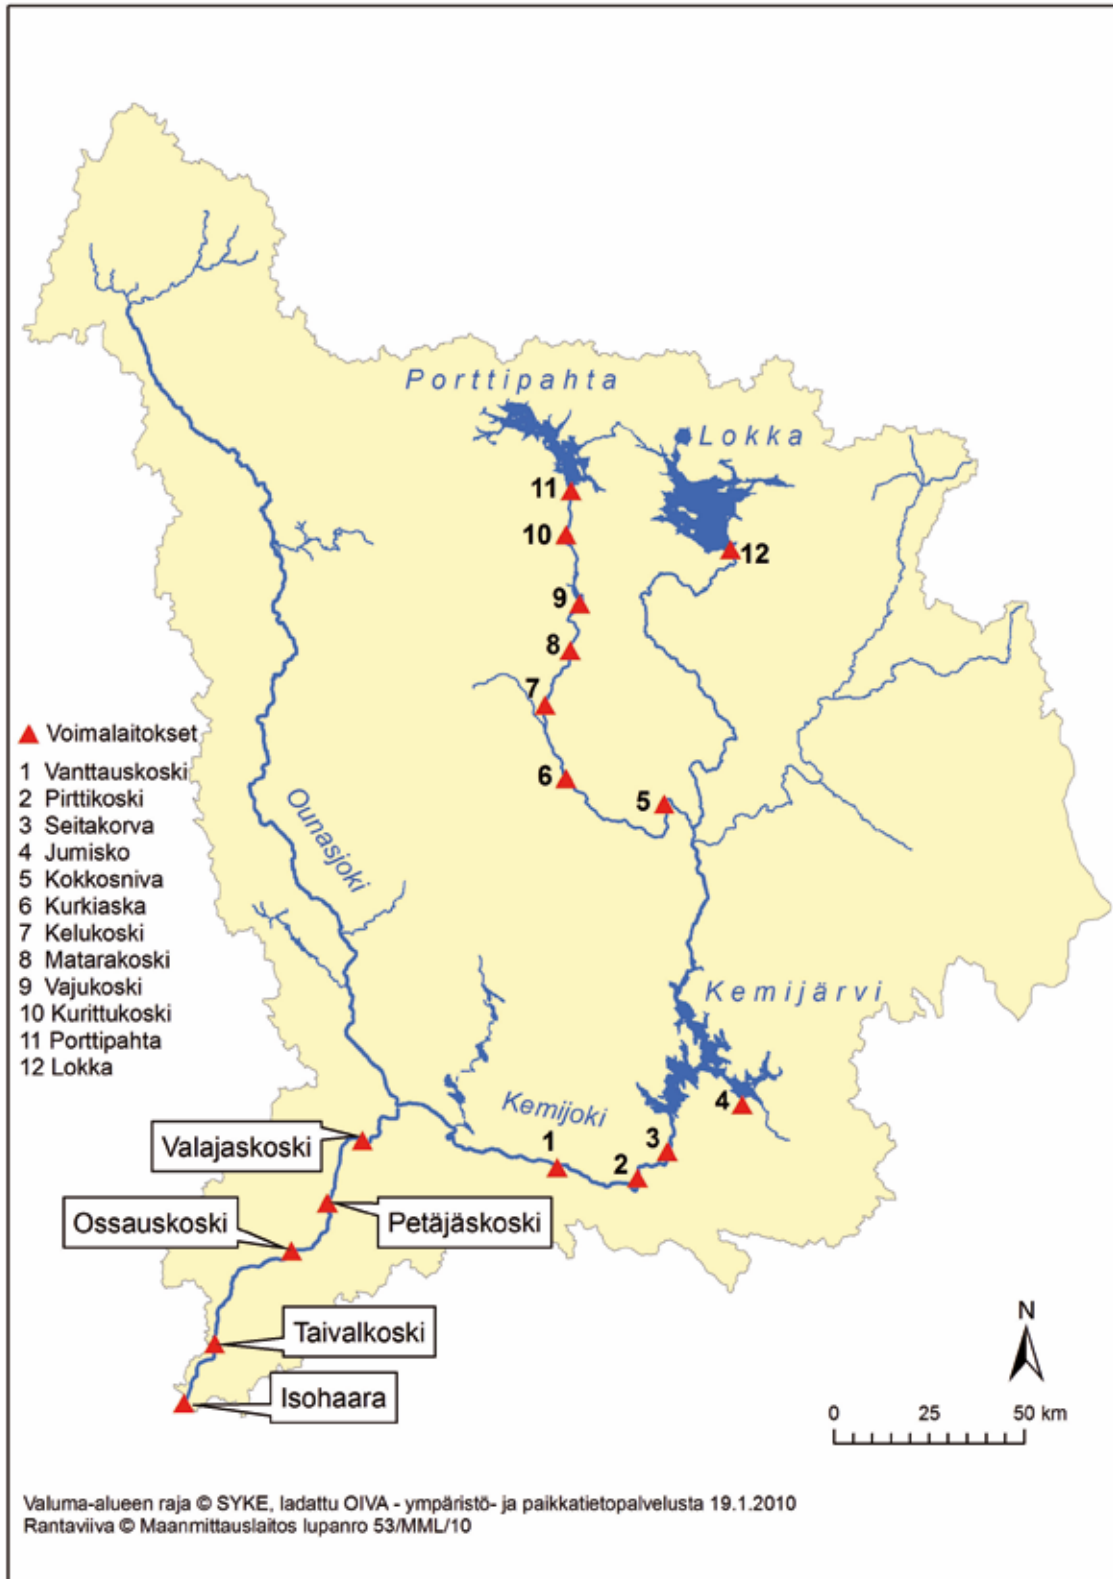 Porttipahta
Lokka
11
10
12
9
8
7
6
5
Voimalaitokset
1 Vanttauskoski
2 Pirttikoski
3 Seitakorva
4 Jumisko
5 Kokkosniva
6 Kurkiaska
7 Kelukoski
8 Matarakoski
9 Vajukoski
10 Kurittukoski
11 Porttipahta
12 Lokka
Ounasjoki
Kemijärvi
4
Kemijoki
3
1
2
Valajaskoski
Ossauskoski
Petäjäskoski
Taivalkoski
Isohaara
N
0 25 50 km
Valuma-alueen raja © SYKE, ladattu OIVA - ympäristö- ja paikkatietopalvelusta 19.1.2010
Rantaviiva © Maanmittauslaitos lupanro 53/MML/10